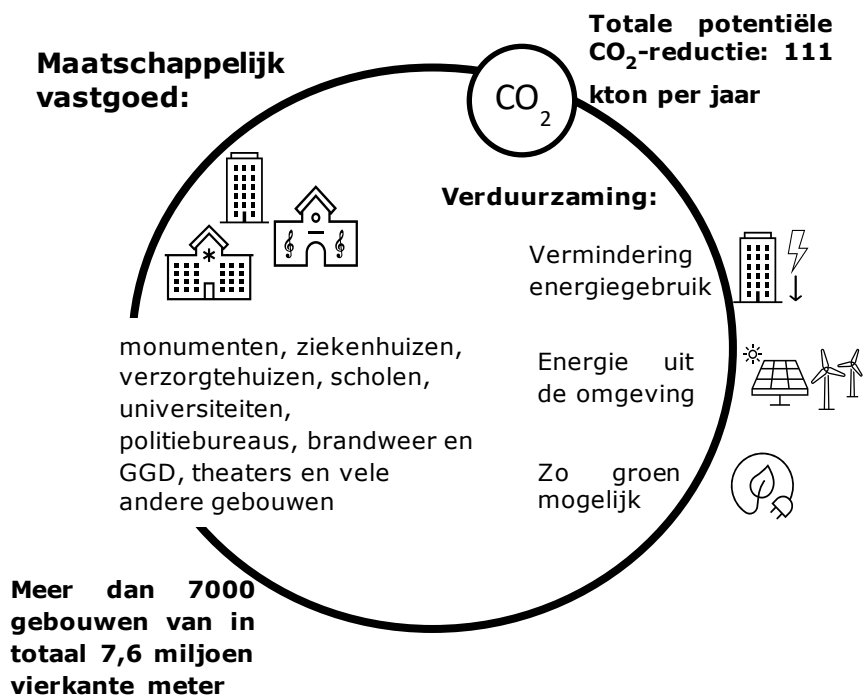 Maatschappelijk
vastgoed:
monumenten, ziekenhuizen,
verzorgtehuizen, scholen,
universiteiten,
politiebureaus, brandweer en
GGD, theaters en vele
andere gebouwen
Meer dan 7000
gebouwen van in
totaal 7,6 miljoen
vierkante meter
CO₂
Totale potentiële
CO₂-reductie: 111
kton per jaar
Verduurzaming:
Vermindering
energiegebruik
Energie uit
de omgeving
Zo groen
mogelijk